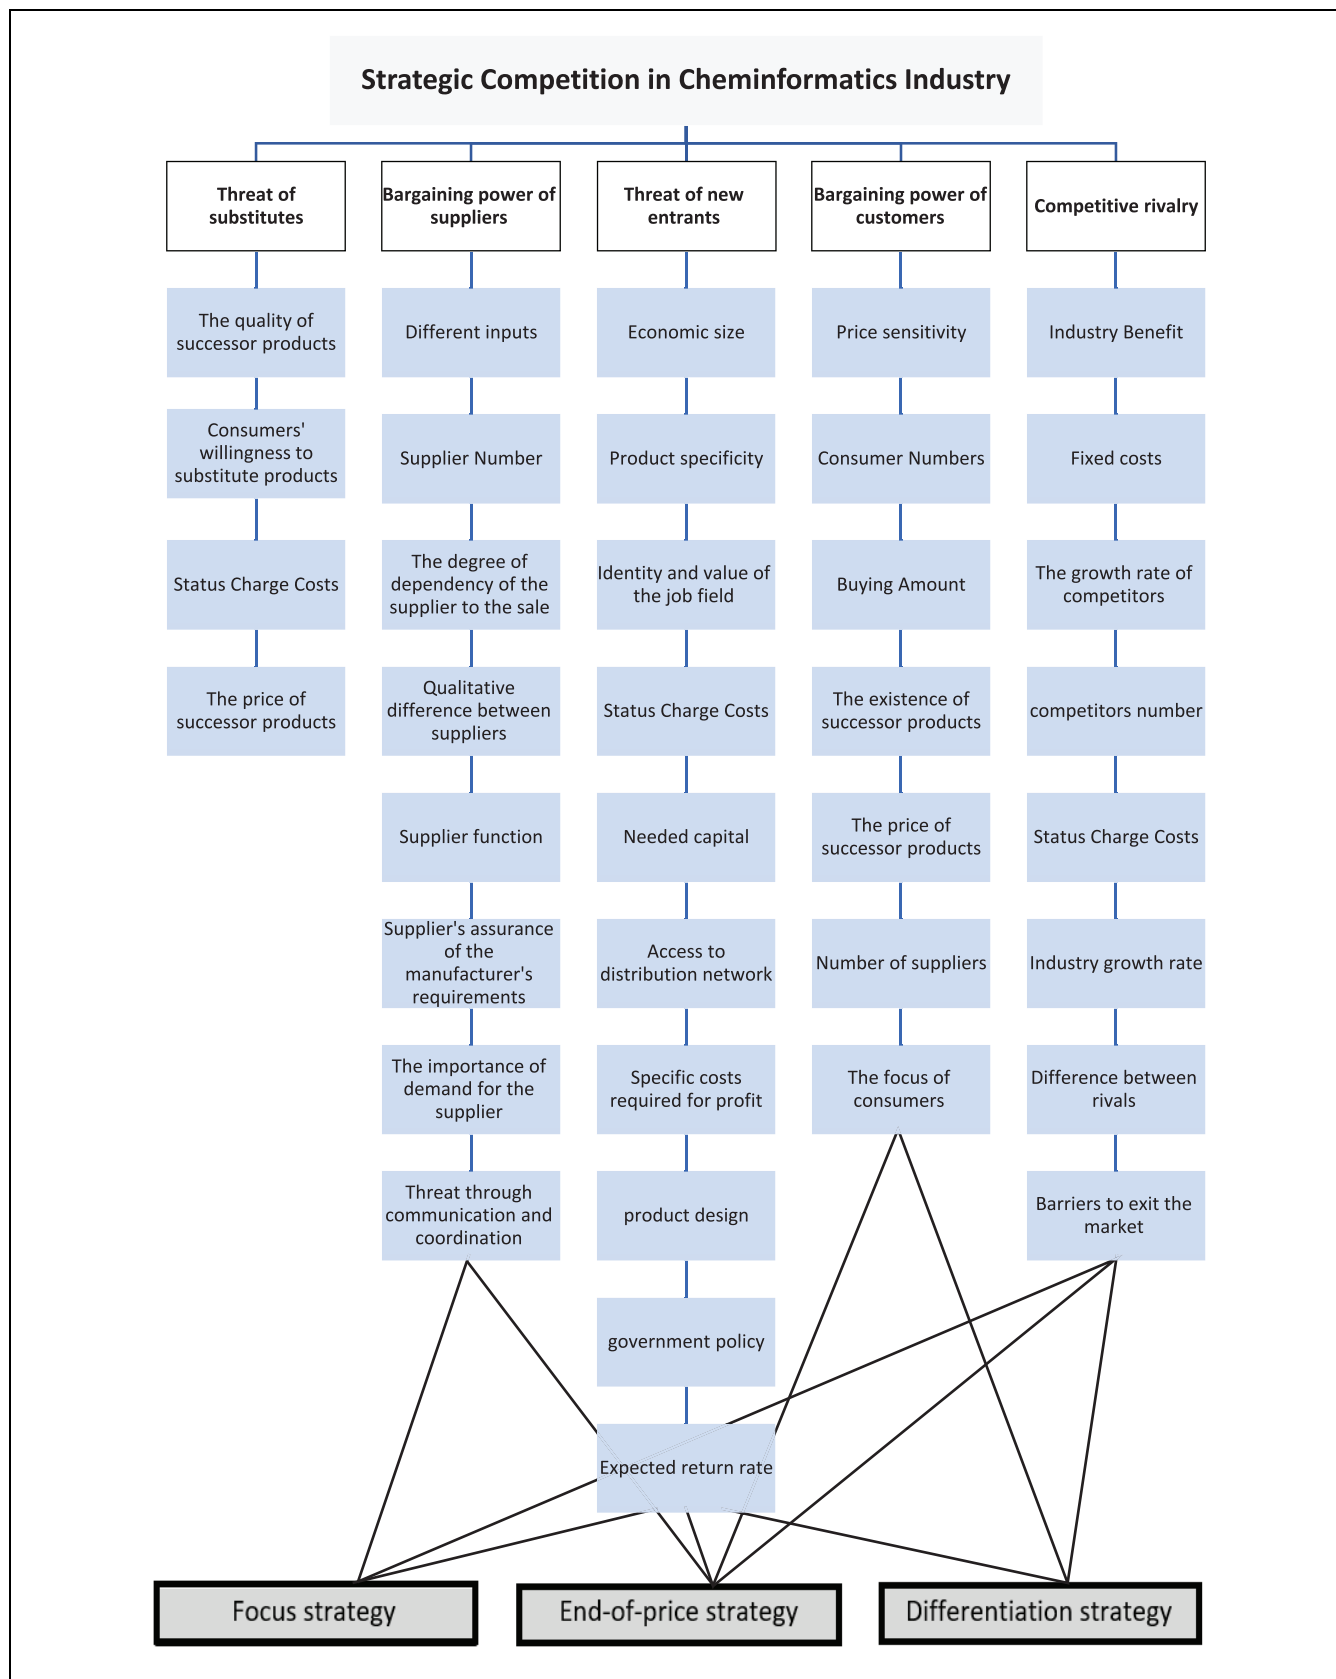 Strategic Competition in Cheminformatics Industry
Threat of
substitutes
The quality of
successor products
Consumers'
willingness to
substitute products
Status Charge Costs
The price of
successor products
Bargaining power of
suppliers
Different inputs
Supplier Number
The degree of
dependency of the
supplier to the sale
Qualitative
difference between
suppliers
Supplier function
Supplier's assurance
of the
manufacturer's
requirements
The importance of
demand for the
supplier
Threat through
communication and
coordination
Threat of new
entrants
Economic size
Product specificity
Identity and value of
the job field
Status Charge Costs
Needed capital
Access to
distribution network
Specific costs
required for profit
product design
government policy
Expected return rate
Bargaining power of
customers
Price sensitivity
Consumer Numbers
Buying Amount
The existence of
successor products
The price of
successor products
Number of suppliers
The focus of
consumers
Competitive rivalry
Industry Benefit
Fixed costs
The growth rate of
competitors
competitors number
Status Charge Costs
Industry growth rate
Difference between
rivals
Barriers to exit the
market
Focus strategy
End-of-price strategy
Differentiation strategy